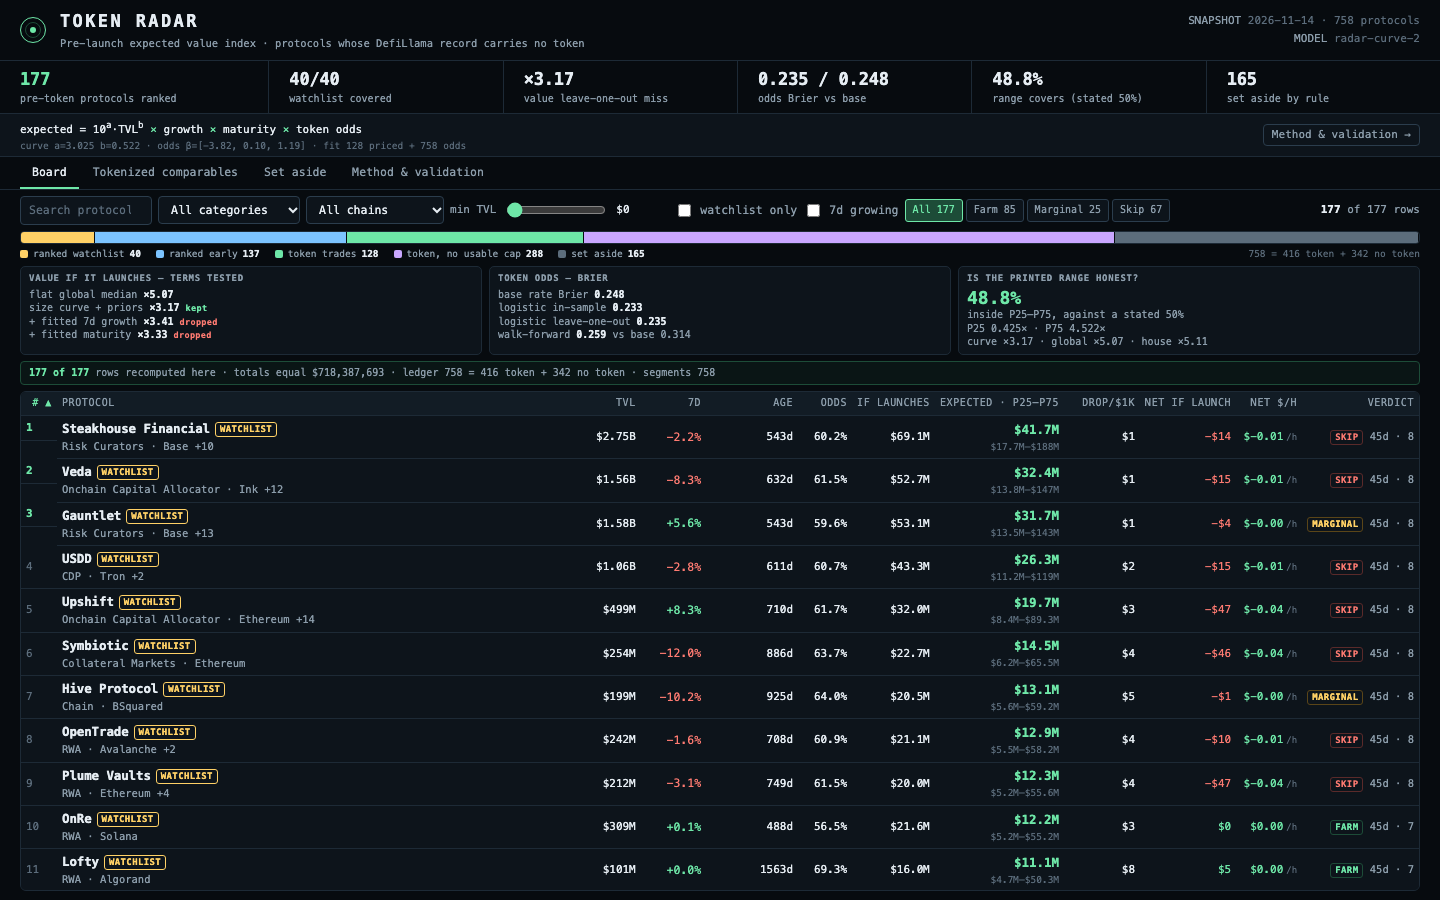 TOKEN RADAR
Pre-launch expected value index · protocols whose DefiLlama record carries no token
SNAPSHOT 2026-11-14 · 758 protocols
MODEL radar-curve-2
177
pre-token protocols ranked
40/40
watchlist covered
×3.17
value leave-one-out miss
0.235 / 0.248
odds Brier vs base
48.8%
range covers (stated 50%)
165
set aside by rule
expected = 10^a·TVL^b × growth × maturity × token odds
curve a=3.025 b=0.522 · odds β=[−3.82, 0.10, 1.19] · fit 128 priced + 758 odds
Method & validation →
Board Tokenized comparables Set aside Method & validation
Search protocol All categories All chains min TVL $0 watchlist only 7d growing All 177 Farm 85 Marginal 25 Skip 67 177 of 177 rows
ranked watchlist 40 ranked early 137 token trades 128 token, no usable cap 288 set aside 165 758 = 416 token + 342 no token
VALUE IF IT LAUNCHES — TERMS TESTED
flat global median ×5.07
size curve + priors ×3.17 kept
+ fitted 7d growth ×3.41 dropped
+ fitted maturity ×3.33 dropped
TOKEN ODDS — BRIER
base rate Brier 0.248
logistic in-sample 0.233
logistic leave-one-out 0.235
walk-forward 0.259 vs base 0.314
IS THE PRINTED RANGE HONEST?
48.8%
inside P25–P75, against a stated 50%
P25 0.425× · P75 4.522×
curve ×3.17 · global ×5.07 · house ×5.11
177 of 177 rows recomputed here · totals equal $718,387,693 · ledger 758 = 416 token + 342 no token · segments 758
# ▲ PROTOCOL TVL 7D AGE ODDS IF LAUNCHES EXPECTED · P25–P75 DROP/$1K NET IF LAUNCH NET $/H VERDICT
1 Steakhouse Financial WATCHLIST $2.75B −2.2% 543d 60.2% $69.1M $41.7M $1 −$14 $−0.01 /h SKIP 45d · 8
Risk Curators · Base +10 $17.7M–$188M
2 Veda WATCHLIST $1.56B −8.3% 632d 61.5% $52.7M $32.4M $1 −$15 $−0.01 /h SKIP 45d · 8
Onchain Capital Allocator · Ink +12 $13.8M–$147M
3 Gauntlet WATCHLIST $1.58B +5.6% 543d 59.6% $53.1M $31.7M $1 −$4 $−0.00 /h MARGINAL 45d · 8
Risk Curators · Base +13 $13.5M–$143M
4 USDD WATCHLIST $1.06B −2.8% 611d 60.7% $43.3M $26.3M $2 −$15 $−0.01 /h SKIP 45d · 8
CDP · Tron +2 $11.2M–$119M
5 Upshift WATCHLIST $499M +8.3% 710d 61.7% $32.0M $19.7M $3 −$47 $−0.04 /h SKIP 45d · 8
Onchain Capital Allocator · Ethereum +14 $8.4M–$89.3M
6 Symbiotic WATCHLIST $254M −12.0% 886d 63.7% $22.7M $14.5M $4 −$46 $−0.04 /h SKIP 45d · 8
Collateral Markets · Ethereum $6.2M–$65.5M
7 Hive Protocol WATCHLIST $199M −10.2% 925d 64.0% $20.5M $13.1M $5 −$1 $−0.00 /h MARGINAL 45d · 8
Chain · BSquared $5.6M–$59.2M
8 OpenTrade WATCHLIST $242M −1.6% 708d 60.9% $21.1M $12.9M $4 −$10 $−0.01 /h SKIP 45d · 8
RWA · Avalanche +2 $5.5M–$58.2M
9 Plume Vaults WATCHLIST $212M −3.1% 749d 61.5% $20.0M $12.3M $4 −$47 $−0.04 /h SKIP 45d · 8
RWA · Ethereum +4 $5.2M–$55.6M
10 OnRe WATCHLIST $309M +0.1% 488d 56.5% $21.6M $12.2M $3 $0 $0.00 /h FARM 45d · 7
RWA · Solana $5.2M–$55.2M
11 Lofty WATCHLIST $101M +0.0% 1563d 69.3% $16.0M $11.1M $8 $5 $0.00 /h FARM 45d · 7
RWA · Algorand $4.7M–$50.3M